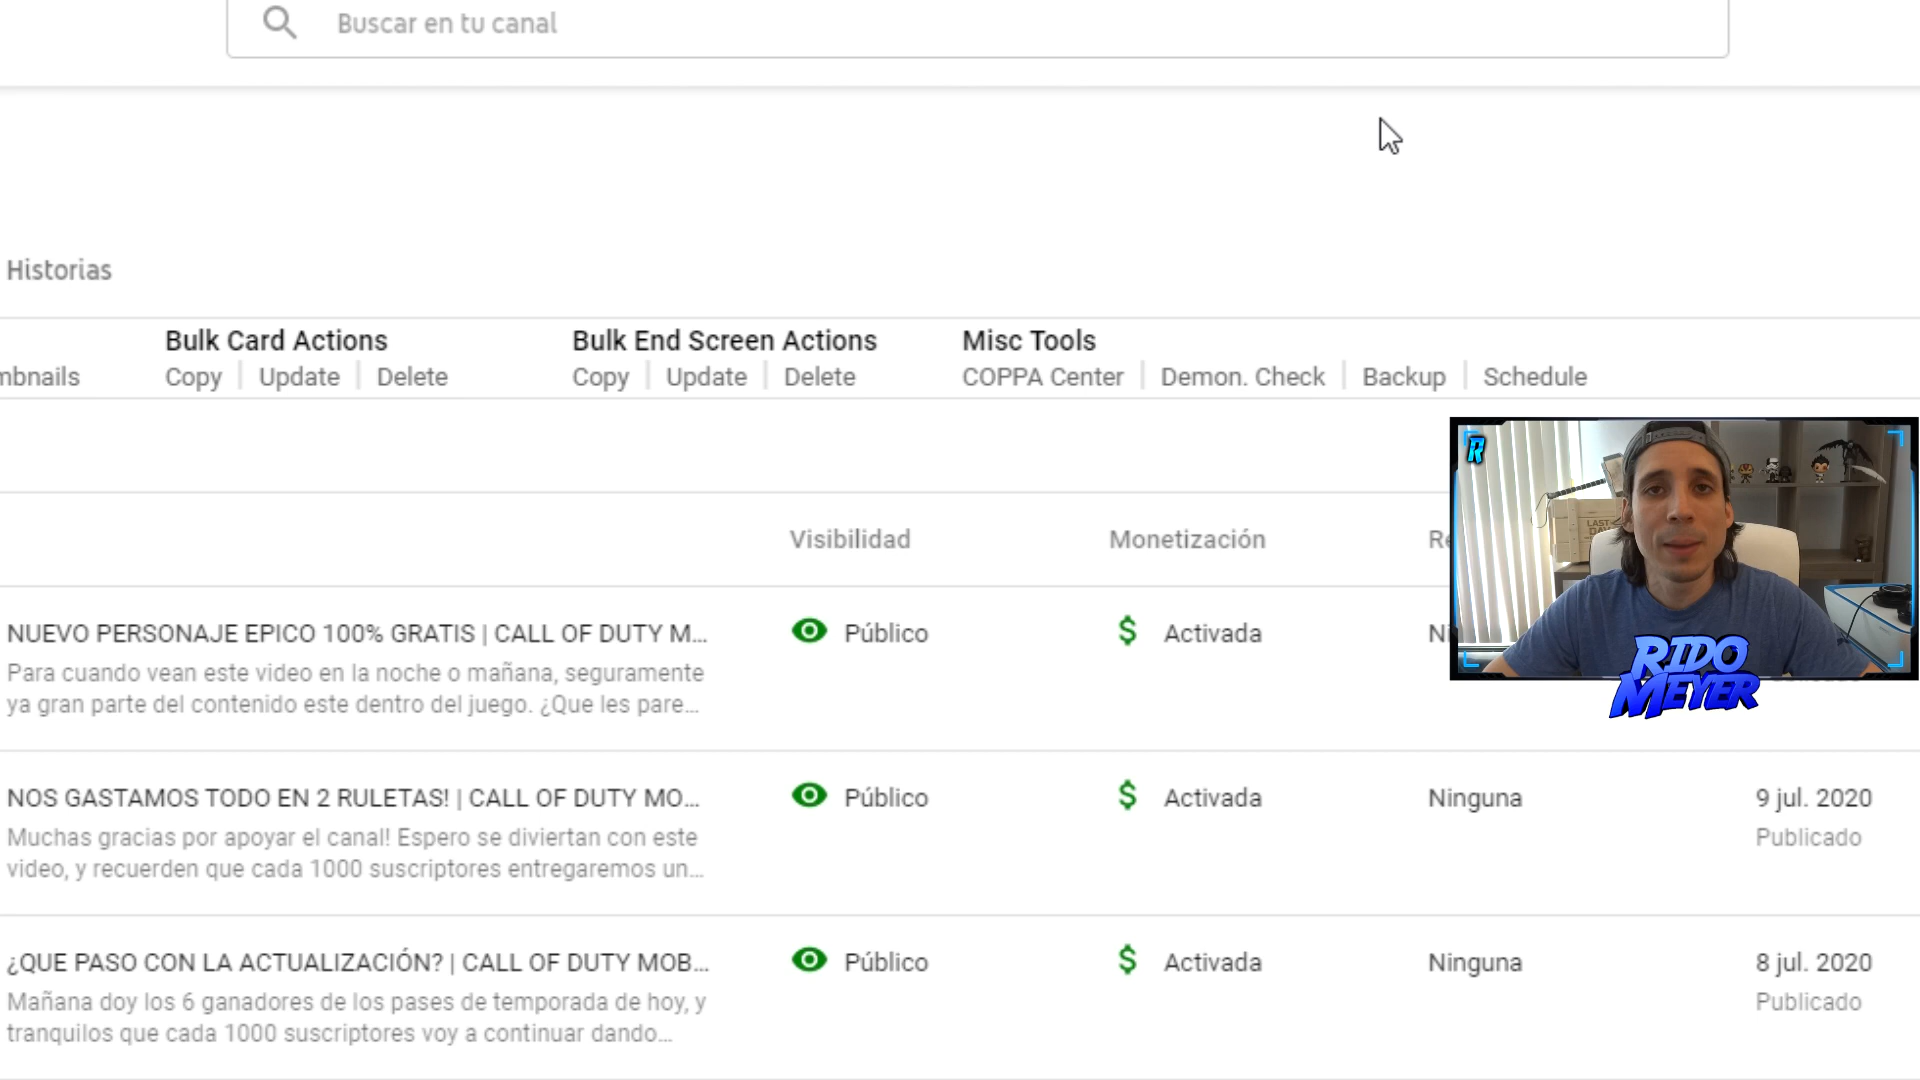 Buscar en tu canal
Historias
Bulk Card Actions
Bulk End Screen Actions
Misc Tools
mbnails
Copy | Update | Delete
Copy | Update | Delete
COPPA Center | Demon. Check | Backup | Schedule
Visibilidad
Monetización
NUEVO PERSONAJE EPICO 100% GRATIS | CALL OF DUTY M...
Público
Activada
Para cuando vean este video en la noche o mañana, seguramente
ya gran parte del contenido este dentro del juego. ¿Que les pare...
LAST
DAY
R
RIDO
MEYER
NOS GASTAMOS TODO EN 2 RULETAS! | CALL OF DUTY MO...
Público
Activada
Ninguna
9 jul. 2020
Muchas gracias por apoyar el canal! Espero se diviertan con este
Publicado
video, y recuerden que cada 1000 suscriptores entregaremos un...
¿QUE PASO CON LA ACTUALIZACIÓN? | CALL OF DUTY MOB...
Público
Activada
Ninguna
8 jul. 2020
Mañana doy los 6 ganadores de los pases de temporada de hoy, y
Publicado
tranquilos que cada 1000 suscriptores voy a continuar dando...